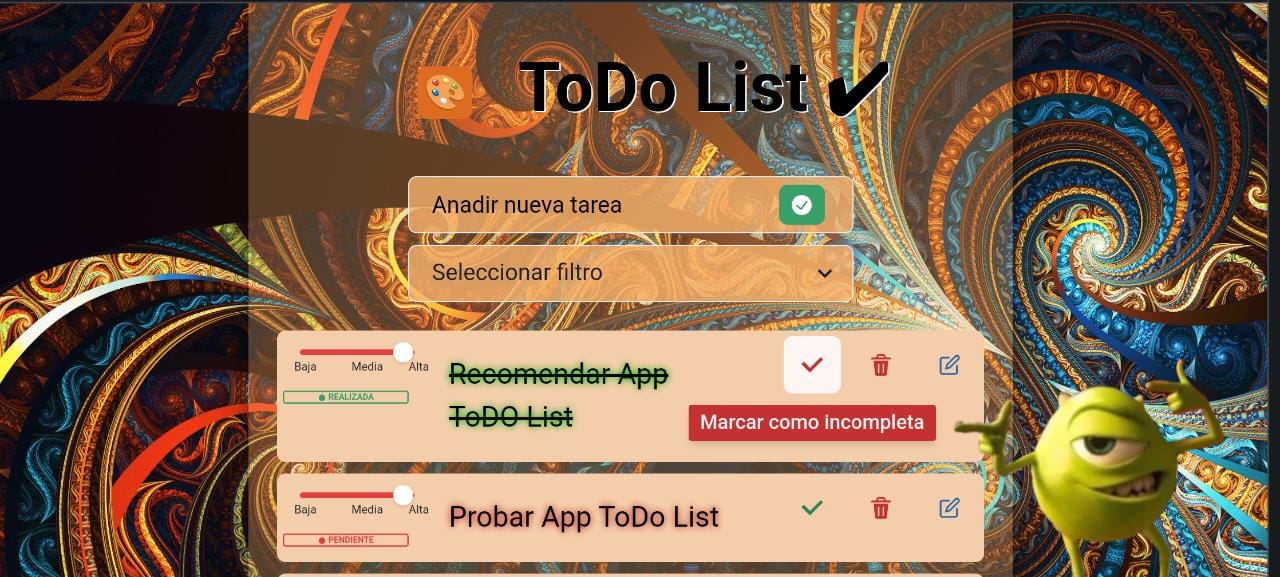 ToDo List ✔
Anadir nueva tarea
Seleccionar filtro
Baja Media Alta
REALIZADA
Recomendar App
ToDO List
Marcar como incompleta
Baja Media Alta
PENDIENTE
Probar App ToDo List